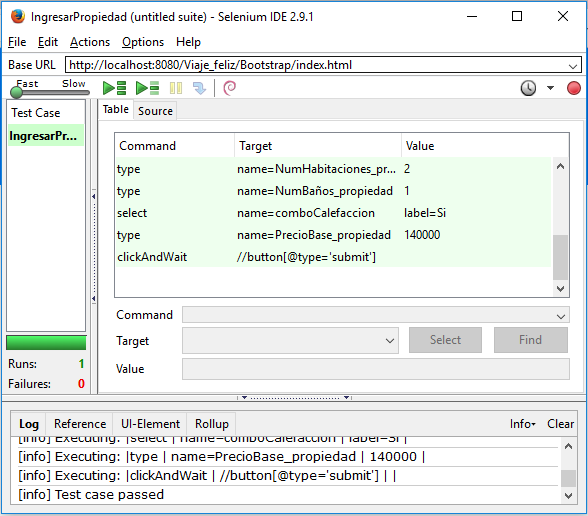 IngresarPropiedad (untitled suite) - Selenium IDE 2.9.1
File Edit Actions Options Help
Base URL http://localhost:8080/Viaje_feliz/Bootstrap/index.html
Fast Slow
Test Case
IngresarPr...
Table Source
Command Target Value
type name=NumHabitaciones_pr... 2
type name=NumBaños_propiedad 1
select name=comboCalefaccion label=Si
type name=PrecioBase_propiedad 140000
clickAndWait //button[@type='submit']
Command
Target Select Find
Value
Runs: 1
Failures: 0
Log Reference UI-Element Rollup Info Clear
[info] Executing: |select | name=comboCalefaccion | label=Si |
[info] Executing: |type | name=PrecioBase_propiedad | 140000 |
[info] Executing: |clickAndWait | //button[@type='submit'] | |
[info] Test case passed